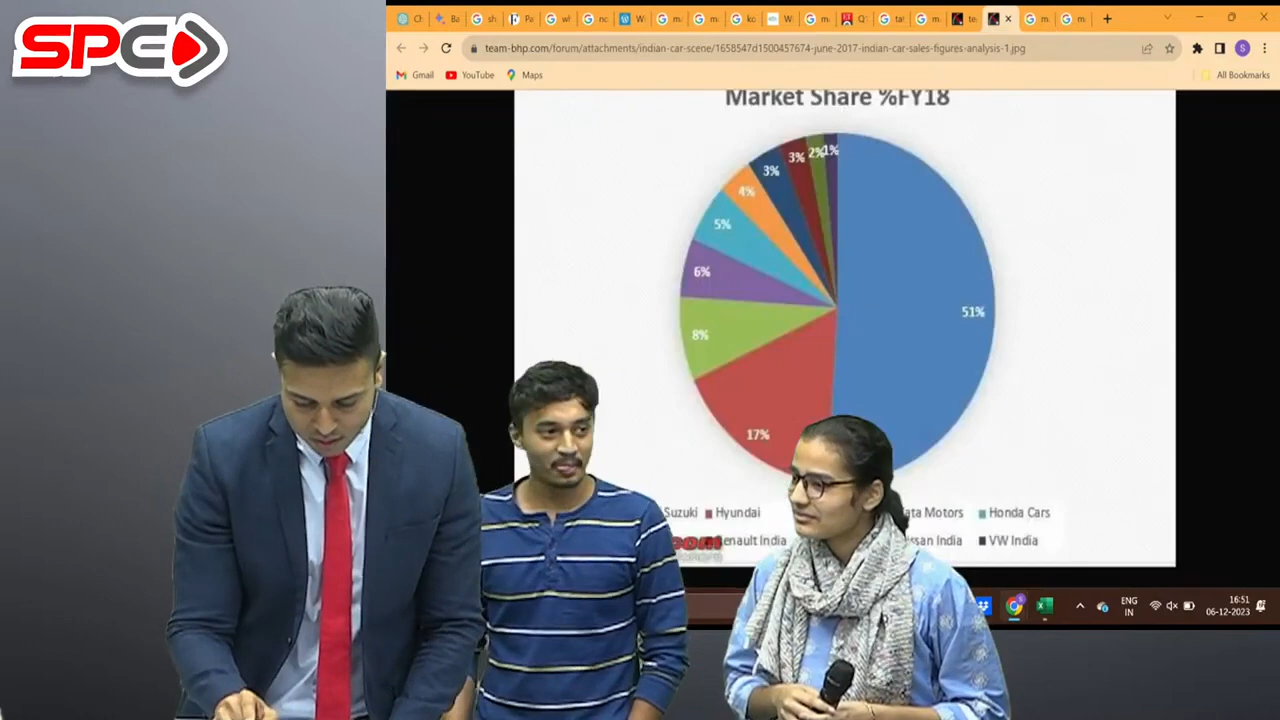 SPED
team-bhp.com/forum/attachments/indian-car-scene/1658547d1500457674-june-2017-indian-car-sales-figures-analysis-1.jpg
Gmail YouTube Maps All Bookmarks
Market Share %FY18
1%
2%
3%
3%
4%
5%
6%
8%
17%
51%
Suzuki Hyundai ata Motors Honda Cars
enault India ssan India VW India
ENG
IN
16:51
06-12-2023